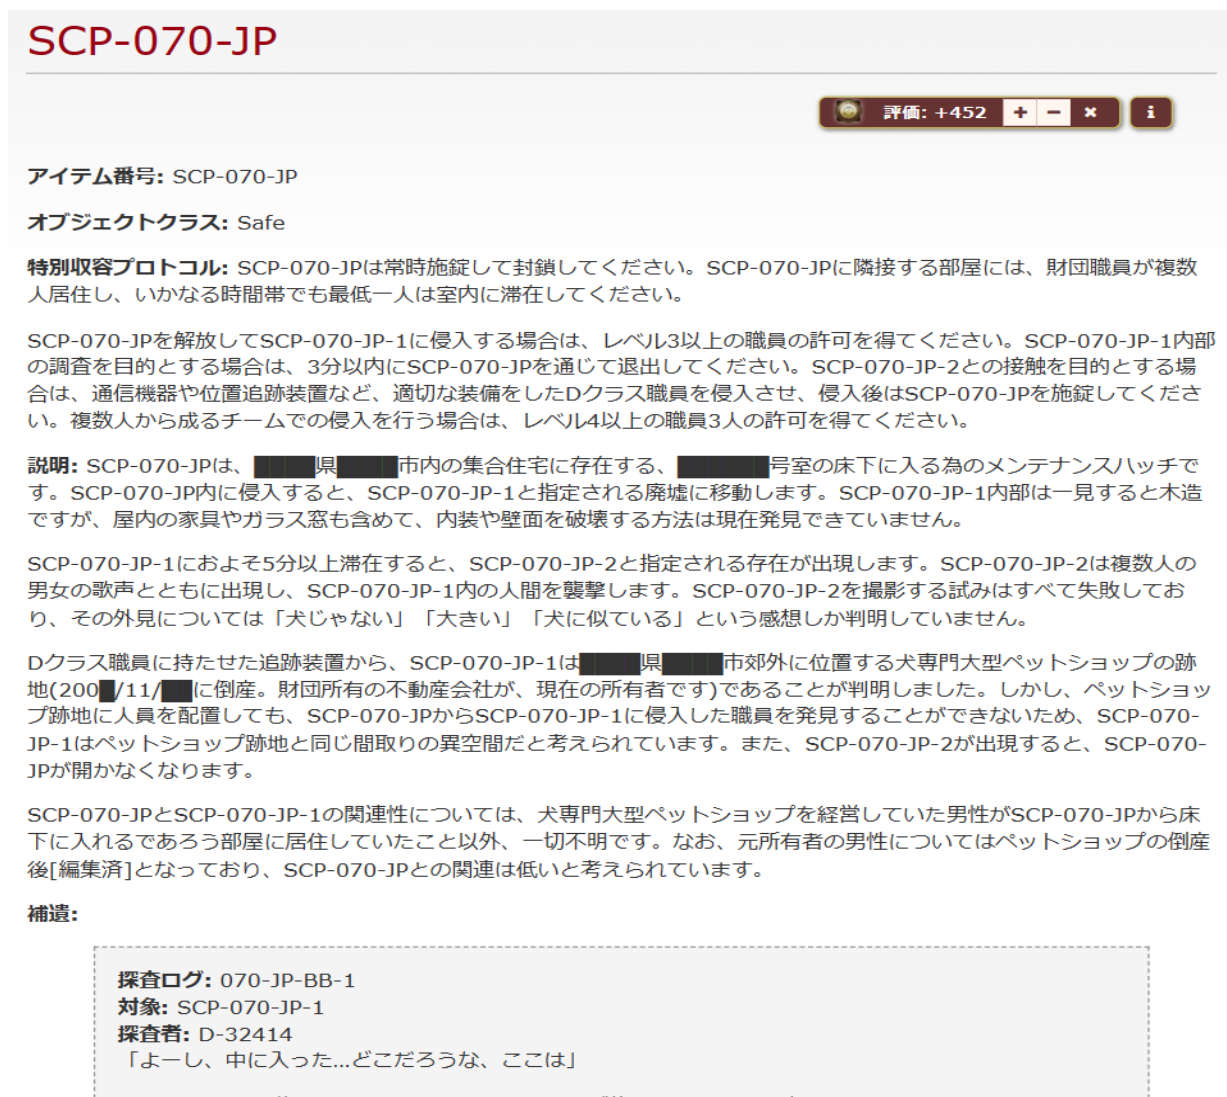 SCP-070-JP
評価: +452 + − × i
アイテム番号: SCP-070-JP
オブジェクトクラス: Safe
特別収容プロトコル: SCP-070-JPは常時施錠して封鎖してください。SCP-070-JPに隣接する部屋には、財団職員が複数
人居住し、いかなる時間帯でも最低一人は室内に滞在してください。
SCP-070-JPを解放してSCP-070-JP-1に侵入する場合は、レベル3以上の職員の許可を得てください。SCP-070-JP-1内部
の調査を目的とする場合は、3分以内にSCP-070-JPを通じて退出してください。SCP-070-JP-2との接触を目的とする場
合は、通信機器や位置追跡装置など、適切な装備をしたDクラス職員を侵入させ、侵入後はSCP-070-JPを施錠してくださ
い。複数人から成るチームでの侵入を行う場合は、レベル4以上の職員3人の許可を得てください。
説明: SCP-070-JPは、████県████市内の集合住宅に存在する、██████号室の床下に入る為のメンテナンスハッチで
す。SCP-070-JP内に侵入すると、SCP-070-JP-1と指定される廃墟に移動します。SCP-070-JP-1内部は一見すると木造
ですが、屋内の家具やガラス窓も含めて、内装や壁面を破壊する方法は現在発見できていません。
SCP-070-JP-1におよそ5分以上滞在すると、SCP-070-JP-2と指定される存在が出現します。SCP-070-JP-2は複数人の
男女の歌声とともに出現し、SCP-070-JP-1内の人間を襲撃します。SCP-070-JP-2を撮影する試みはすべて失敗してお
り、その外見については「犬じゃない」「大きい」「犬に似ている」という感想しか判明していません。
Dクラス職員に持たせた追跡装置から、SCP-070-JP-1は████県████市郊外に位置する犬専門大型ペットショップの跡
地(200█/11/██に倒産。財団所有の不動産会社が、現在の所有者です)であることが判明しました。しかし、ペットショッ
プ跡地に人員を配置しても、SCP-070-JPからSCP-070-JP-1に侵入した職員を発見することができないため、SCP-070-
JP-1はペットショップ跡地と同じ間取りの異空間だと考えられています。また、SCP-070-JP-2が出現すると、SCP-070-
JPが開かなくなります。
SCP-070-JPとSCP-070-JP-1の関連性については、犬専門大型ペットショップを経営していた男性がSCP-070-JPから床
下に入れるであろう部屋に居住していたこと以外、一切不明です。なお、元所有者の男性についてはペットショップの倒産
後[編集済]となっており、SCP-070-JPとの関連は低いと考えられています。
補遺:
探査ログ: 070-JP-BB-1
対象: SCP-070-JP-1
探査者: D-32414
「よーし、中に入った…どこだろうな、ここは」